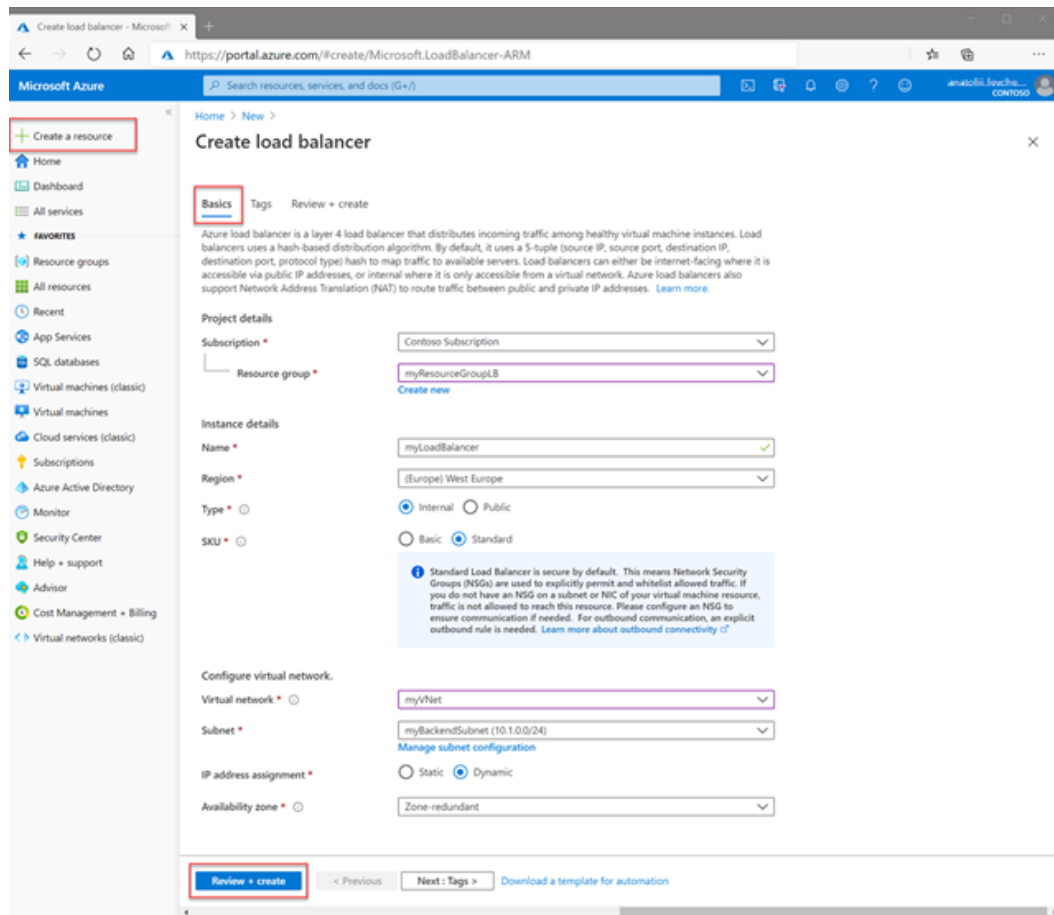 Create load balancer - Microsoft
https://portal.azure.com/#create/Microsoft.LoadBalancer-ARM
Microsoft Azure
Search resources, services, and docs (G+/)
CONTOSO
Create a resource
Home
Dashboard
All services
FAVORITES
Resource groups
All resources
Recent
App Services
SQL databases
Virtual machines (classic)
Virtual machines
Cloud services (classic)
Subscriptions
Azure Active Directory
Monitor
Security Center
Help + support
Advisor
Cost Management + Billing
Virtual networks (classic)
Home > New >
Create load balancer
Basics Tags Review + create
Azure load balancer is a layer 4 load balancer that distributes incoming traffic among healthy virtual machine instances. Load
balancers uses a hash-based distribution algorithm. By default, it uses a 5-tuple (source IP, source port, destination IP,
destination port, protocol type) hash to map traffic to available servers. Load balancers can either be internet-facing where it is
accessible via public IP addresses, or internal where it is only accessible from a virtual network. Azure load balancers also
support Network Address Translation (NAT) to route traffic between public and private IP addresses. Learn more.
Project details
Subscription * Contoso Subscription
Resource group * myResourceGroupLB
Create new
Instance details
Name * myLoadBalancer
Region * (Europe) West Europe
Type * Internal Public
SKU * Basic Standard
Standard Load Balancer is secure by default. This means Network Security
Groups (NSGs) are used to explicitly permit and whitelist allowed traffic. If
you do not have an NSG on a subnet or NIC of your virtual machine resource,
traffic is not allowed to reach this resource. Please configure an NSG to
ensure communication if needed. For outbound communication, an explicit
outbound rule is needed. Learn more about outbound connectivity
Configure virtual network.
Virtual network * myVNet
Subnet * myBackendSubnet (10.1.0.0/24)
Manage subnet configuration
IP address assignment * Static Dynamic
Availability zone * Zone-redundant
Review + create < Previous Next : Tags > Download a template for automation